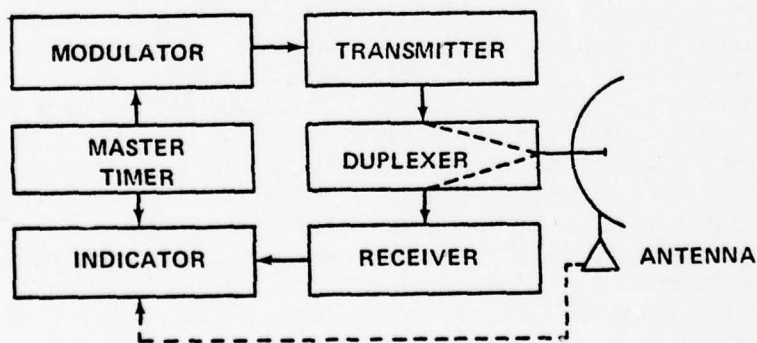 MODULATOR
TRANSMITTER
MASTER
TIMER
DUPLEXER
INDICATOR
RECEIVER
ANTENNA